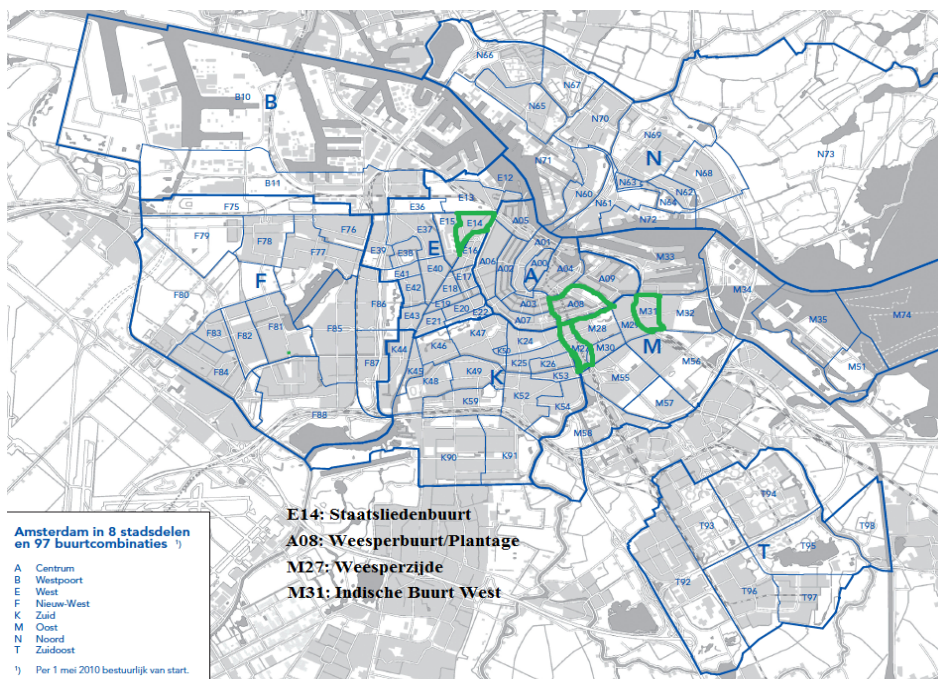 N66
N67
N65
N70
B10
B
N69
N
N73
N71
N68
B11
E12
N63
N62
E13
N60
N64
F75
E36
N61
E14
A05
N72
E15
F76
E37
F79
F78
A01
E
E16
E39
F77
E38
A06
A00
M33
A02
A04
E40
A
A09
E41
E17
F
M34
E42
E18
F80
F86
A03
A08
M31
M32
M74
E19
E20
E22
E43
E21
A07
M35
F81
F85
M29
M28
F83
K47
F82
K24
K46
M27
M30
M
K44
K50
F87
M56
K25
K26
M51
F84
K45
K49
K53
K48
K
M55
K52
K59
M57
K54
F88
M58
K90
K91
T94
E14: Staatsliedenburt
A08: Weesperbuurt/Plantage
M27: Weesperzijde
M31: Indische Buurt West
T93
T98
T95
T
T92
T96
T97
Amsterdam in 8 stadsdelen
en 97 buurtcombinaties ¹)
A Centrum
B Westpoort
E West
F Nieuw-West
K Zuid
M Oost
N Noord
T Zuidoost
¹) Per 1 mei 2010 bestuurlijk van start.